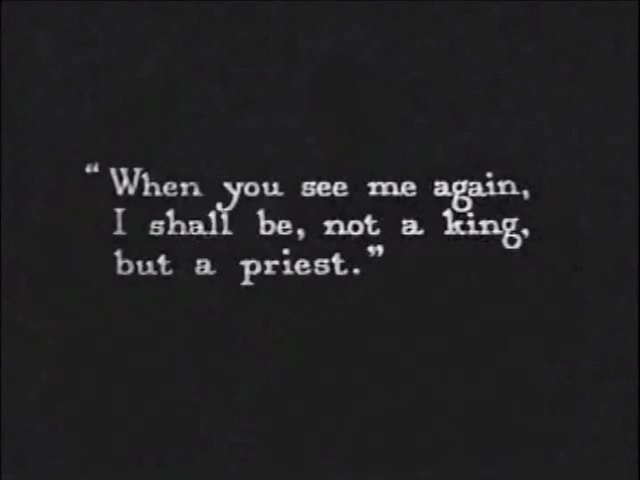 “When you see me again,
I shall be, not a king,
but a priest.”